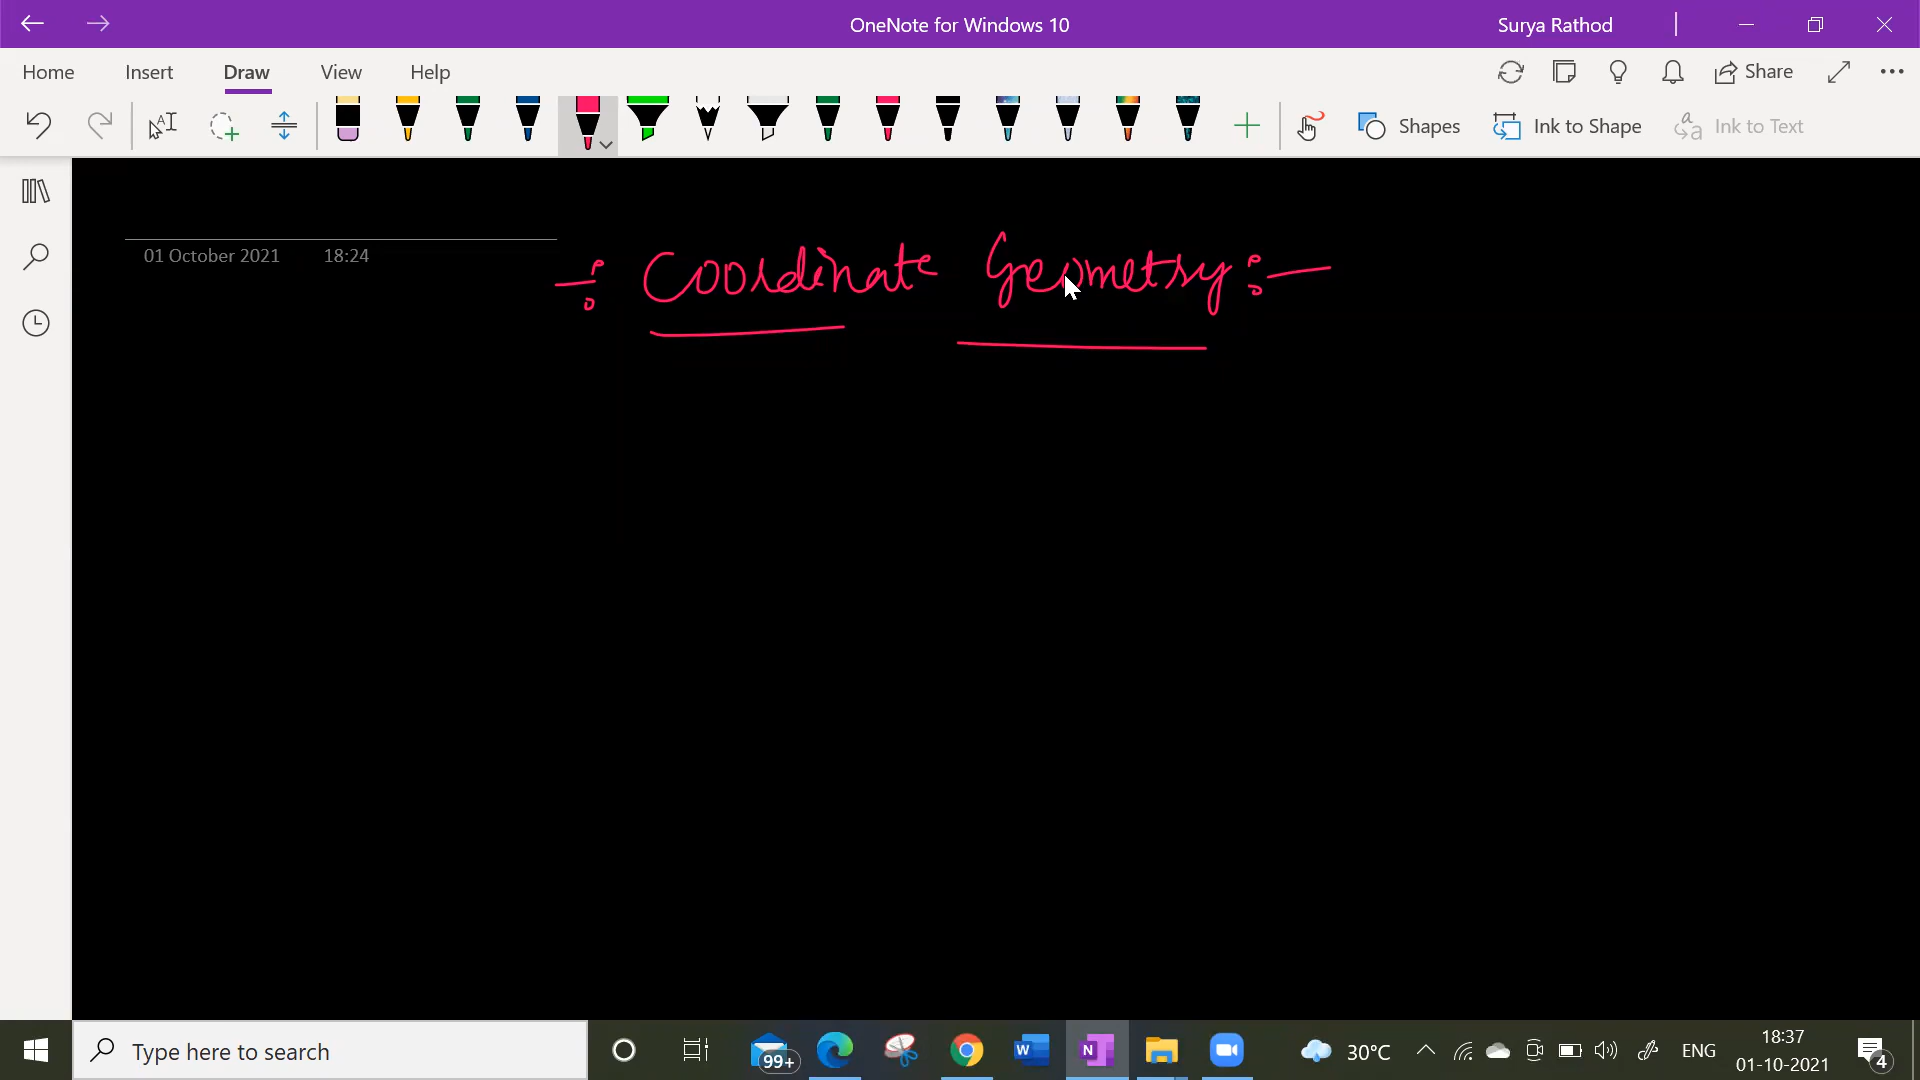 OneNote for Windows 10 Surya Rathod
Home Insert Draw View Help Share
Shapes Ink to Shape Ink to Text
01 October 2021 18:24
-: Coordinate Geometry :-
Type here to search 99+ 30°C ENG 18:37
01-10-2021 4